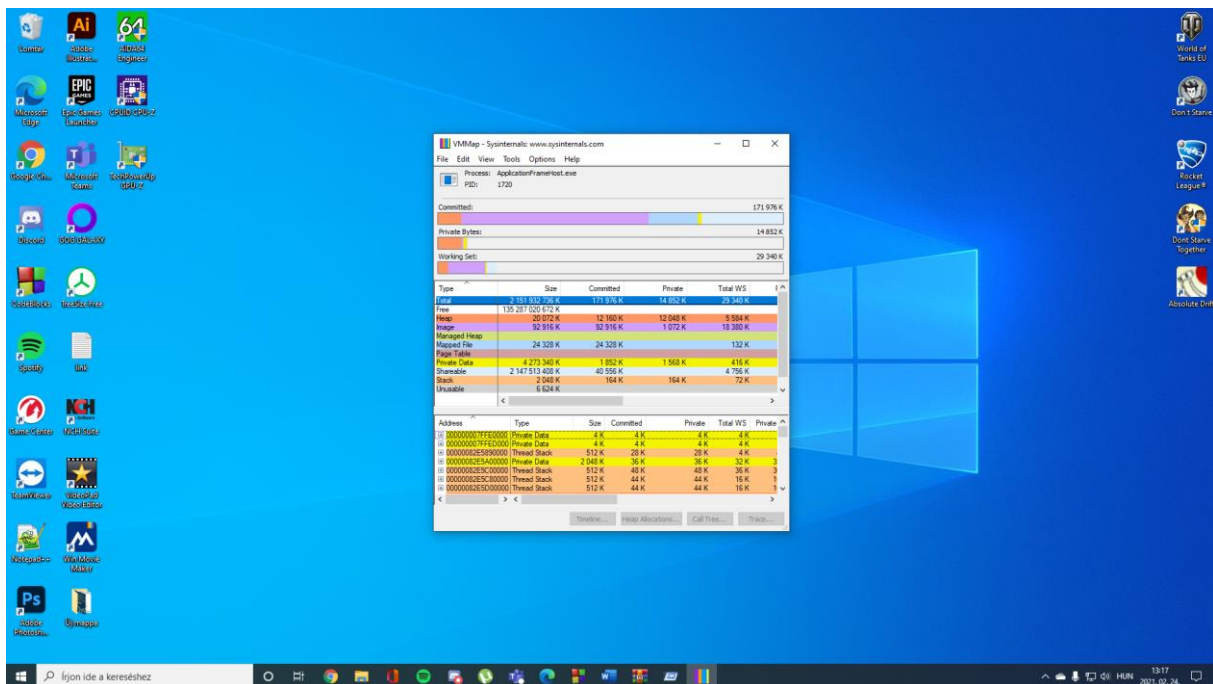 Lomtár
Adobe
Illustrat...
AIDA64
Engineer
Microsoft
Edge
Epic Games
Launcher
CPUID CPU-Z
Google Ch...
Microsoft
Teams
TechPowerUp
GPU-Z
Discord
GOG GALAXY
CodeBlocks
TreeSize Free
Spotify
link
Game Center
NCH Suite
TeamViewer
VideoPad
Video Editor
Notepad++
Win Movie
Maker
Adobe
Photosh...
Új mappa
World of
Tanks EU
Don't Starve
Rocket
League®
Dont Starve
Together
Absolute Drift
VMMap - Sysinternals: www.sysinternals.com
File Edit View Tools Options Help
Process: ApplicationFrameHost.exe
PID: 1720
Committed: 171 976 K
Private Bytes: 14 852 K
Working Set: 29 340 K
Type Size Committed Private Total WS
Total 2 151 932 736 K 171 976 K 14 852 K 29 340 K
Free 135 287 020 672 K
Heap 20 072 K 12 160 K 12 048 K 5 584 K
Image 92 916 K 92 916 K 1 072 K 18 380 K
Managed Heap
Mapped File 24 328 K 24 328 K 132 K
Page Table
Private Data 4 273 340 K 1 852 K 1 568 K 416 K
Shareable 2 147 513 408 K 40 556 K 4 756 K
Stack 2 048 K 164 K 164 K 72 K
Unusable 6 624 K
Address Type Size Committed Private Total WS Private
000000007FFE0000 Private Data 4 K 4 K 4 K 4 K
000000007FFED000 Private Data 4 K 4 K 4 K 4 K
00000082E5890000 Thread Stack 512 K 28 K 28 K 4 K
00000082E5A00000 Private Data 2 048 K 36 K 36 K 32 K 3
00000082E5C00000 Thread Stack 512 K 48 K 48 K 36 K 3
00000082E5C80000 Thread Stack 512 K 44 K 44 K 16 K 1
00000082E5D00000 Thread Stack 512 K 44 K 44 K 16 K 1
Timeline... Heap Allocations... Call Tree... Trace...
Írjon ide a kereséshez
HUN
13:17
2021. 02. 24.